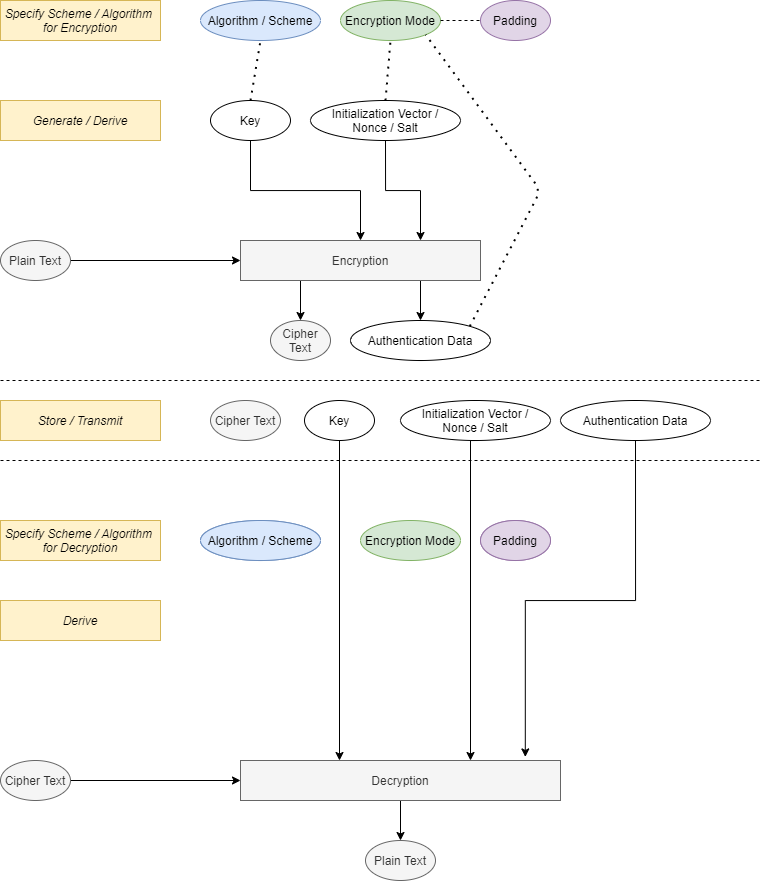 Specify Scheme / Algorithm
for Encryption
Algorithm / Scheme
Encryption Mode
Padding
Generate / Derive
Key
Initialization Vector /
Nonce / Salt
Plain Text
Encryption
Cipher
Text
Authentication Data
Store / Transmit
Cipher Text
Key
Initialization Vector /
Nonce / Salt
Authentication Data
Specify Scheme / Algorithm
for Decryption
Algorithm / Scheme
Encryption Mode
Padding
Derive
Cipher Text
Decryption
Plain Text